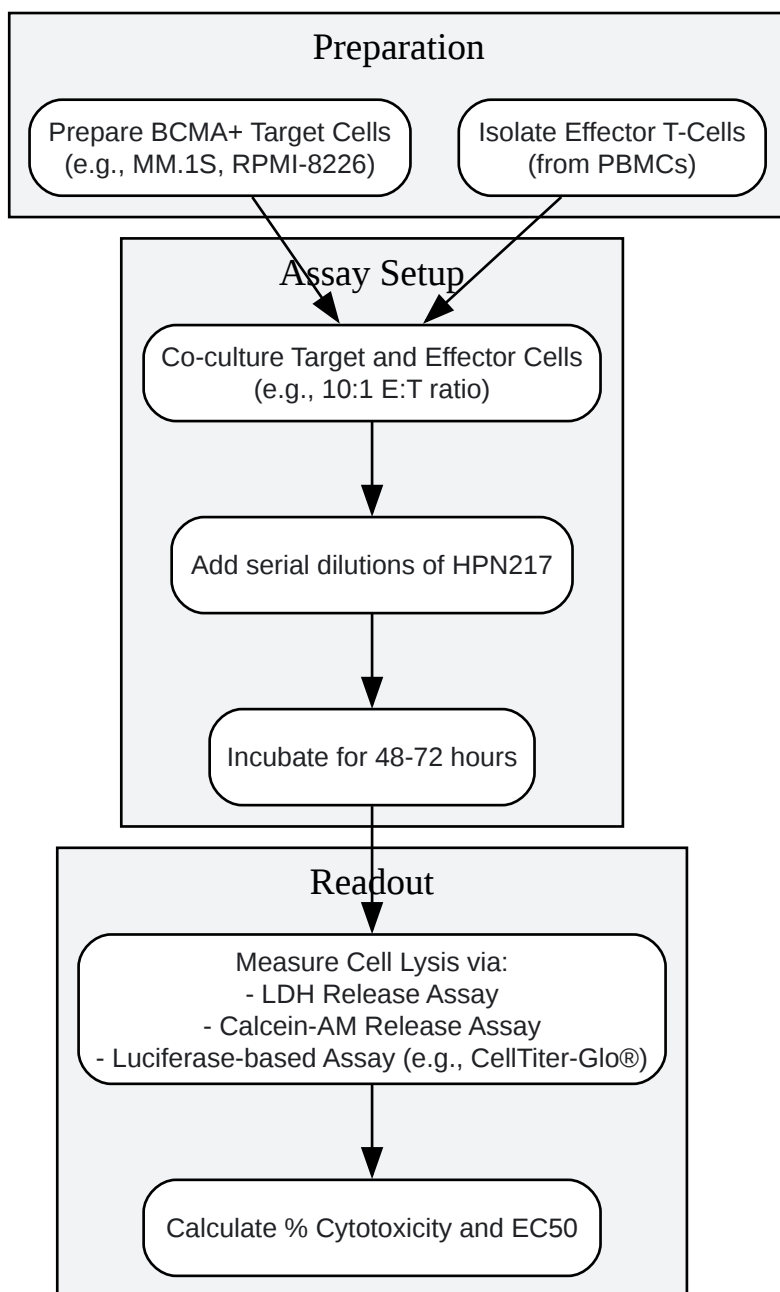 Preparation
Prepare BCMA+ Target Cells
(e.g., MM.1S, RPMI-8226)
Isolate Effector T-Cells
(from PBMCs)
Assay Setup
Co-culture Target and Effector Cells
(e.g., 10:1 E:T ratio)
Add serial dilutions of HPN217
Incubate for 48-72 hours
Readout
Measure Cell Lysis via:
- LDH Release Assay
- Calcein-AM Release Assay
- Luciferase-based Assay (e.g., CellTiter-Glo®)
Calculate % Cytotoxicity and EC50